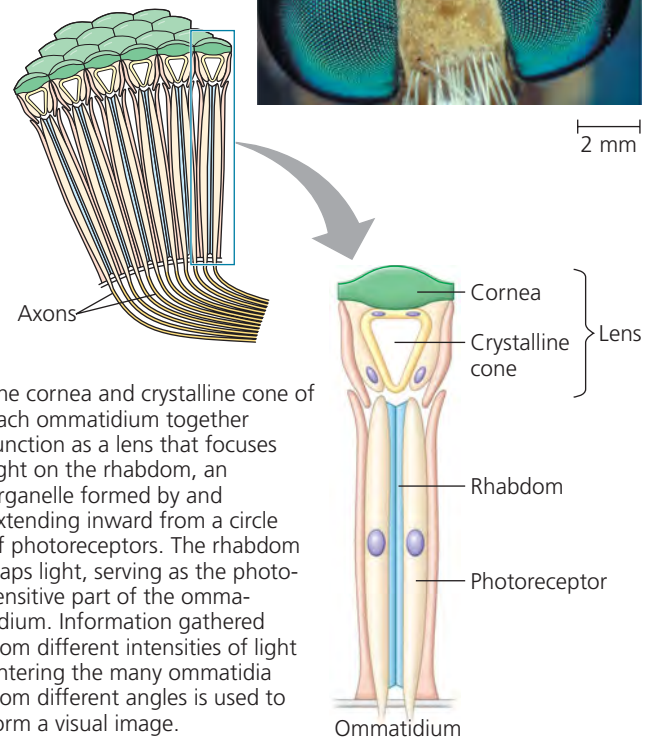 2 mm
Axons
Cornea
Crystalline
cone
Lens
Rhabdom
Photoreceptor
Ommatidium
he cornea and crystalline cone of
ach ommatidium together
unction as a lens that focuses
ght on the rhabdom, an
rganelle formed by and
xtending inward from a circle
f photoreceptors. The rhabdom
aps light, serving as the photo-
ensitive part of the omma-
dium. Information gathered
om different intensities of light
ntering the many ommatidia
om different angles is used to
orm a visual image.